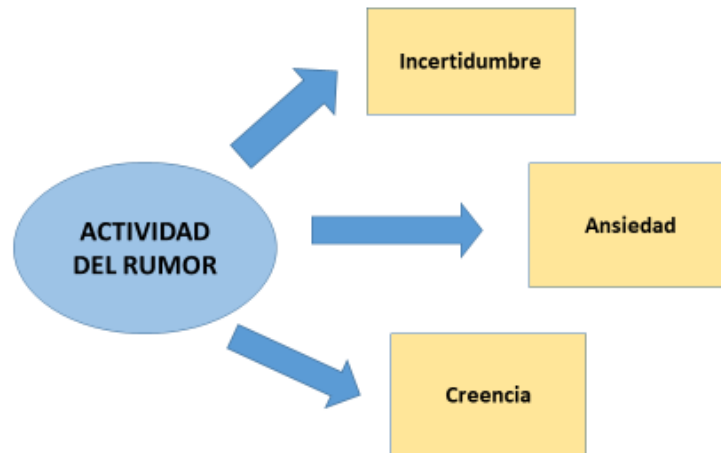 Incertidumbre
ACTIVIDAD
DEL RUMOR
Ansiedad
Creencia